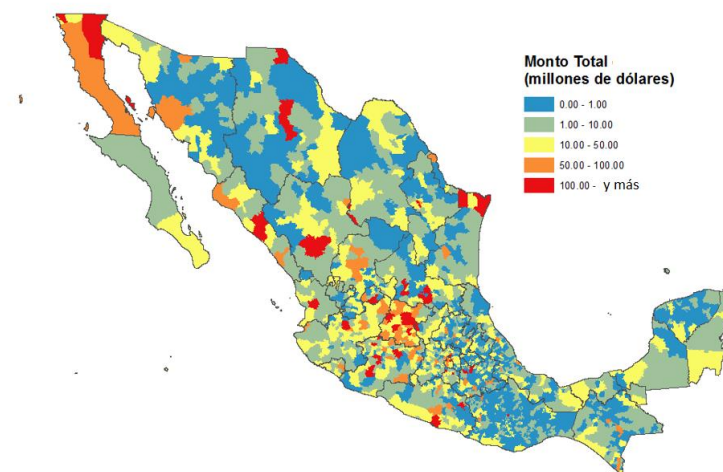 Monto Total
(millones de dólares)
0.00 - 1.00
1.00 - 10.00
10.00 - 50.00
50.00 - 100.00
100.00 - y más